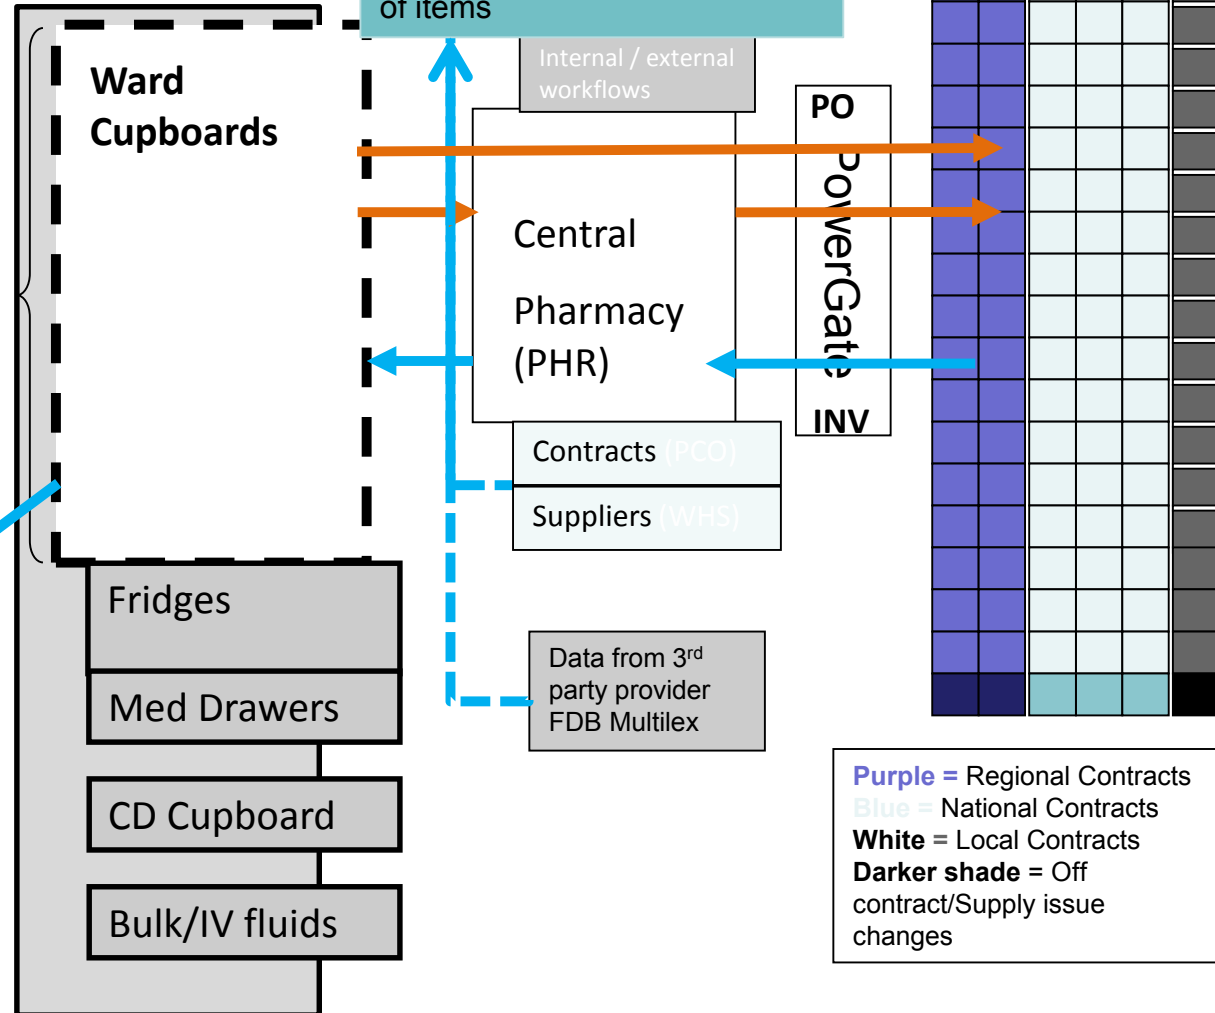 of items
Internal / external
workflows
Ward
Cupboards
PO
PowerGate
INV
Central
Pharmacy
(PHR)
Contracts (PCO)
Suppliers (WHS)
Fridges
Med Drawers
CD Cupboard
Bulk/IV fluids
Data from 3rd
party provider
FDB Multilex
Purple = Regional Contracts
Blue = National Contracts
White = Local Contracts
Darker shade = Off
contract/Supply issue
changes